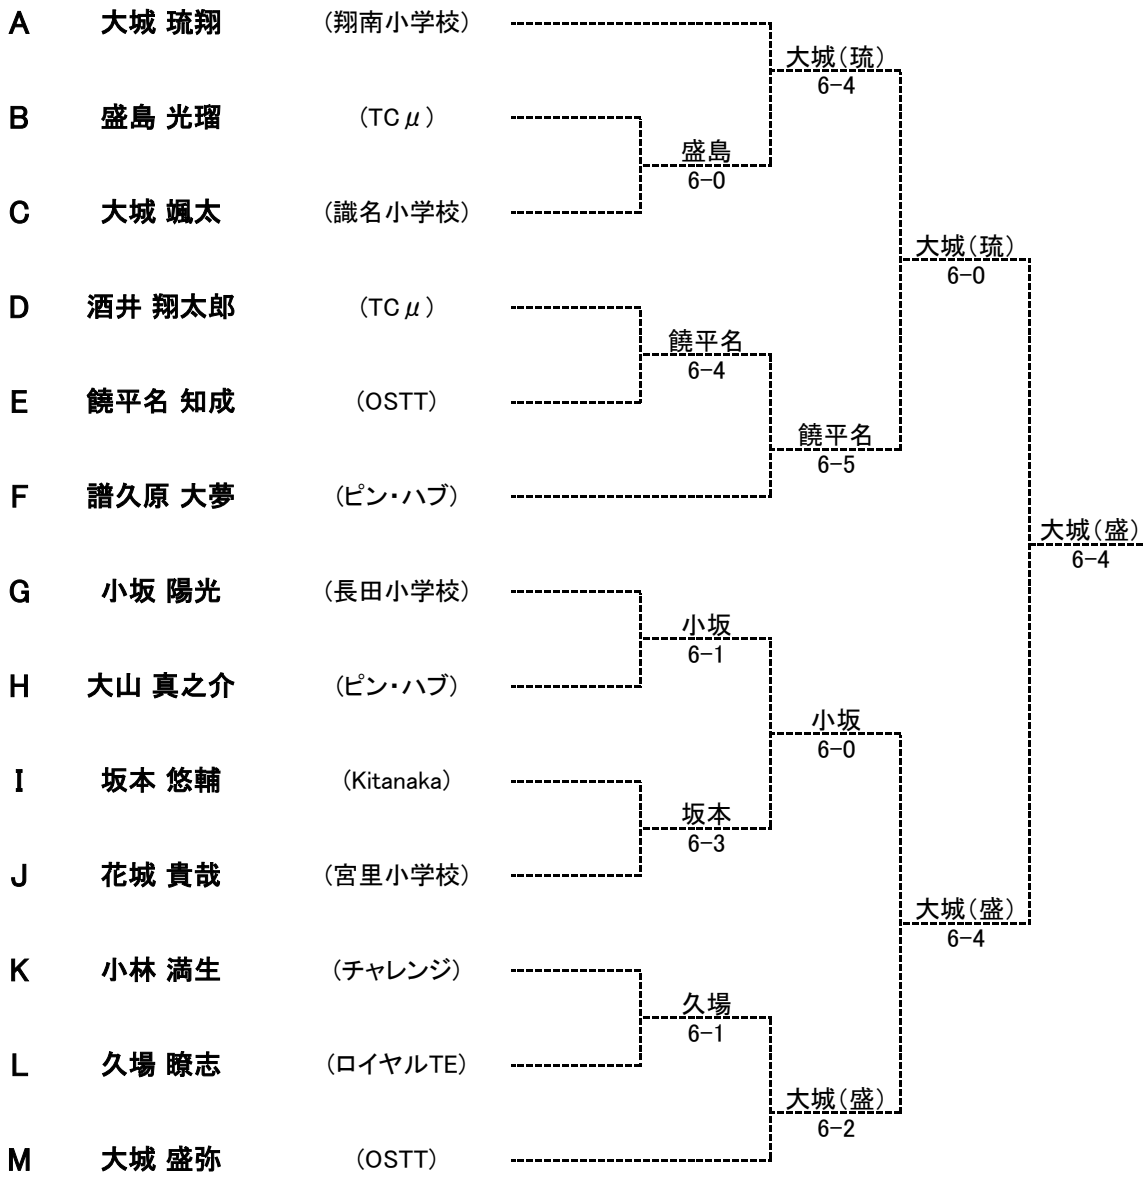 A 大城 琉翔 (翔南小学校)
大城(琉)
6-4
B 盛島 光瑠 (TCμ)
盛島
6-0
C 大城 颯太 (識名小学校)
大城(琉)
6-0
D 酒井 翔太郎 (TCμ)
饒平名
6-4
E 饒平名 知成 (OSTT)
饒平名
6-5
F 譜久原 大夢 (ピン・ハブ)
大城(盛)
6-4
G 小坂 陽光 (長田小学校)
小坂
6-1
H 大山 真之介 (ピン・ハブ)
小坂
6-0
I 坂本 悠輔 (Kitanaka)
坂本
6-3
J 花城 貴哉 (宮里小学校)
大城(盛)
6-4
K 小林 満生 (チャレンジ)
久場
6-1
L 久場 瞭志 (ロイヤルTE)
大城(盛)
6-2
M 大城 盛弥 (OSTT)